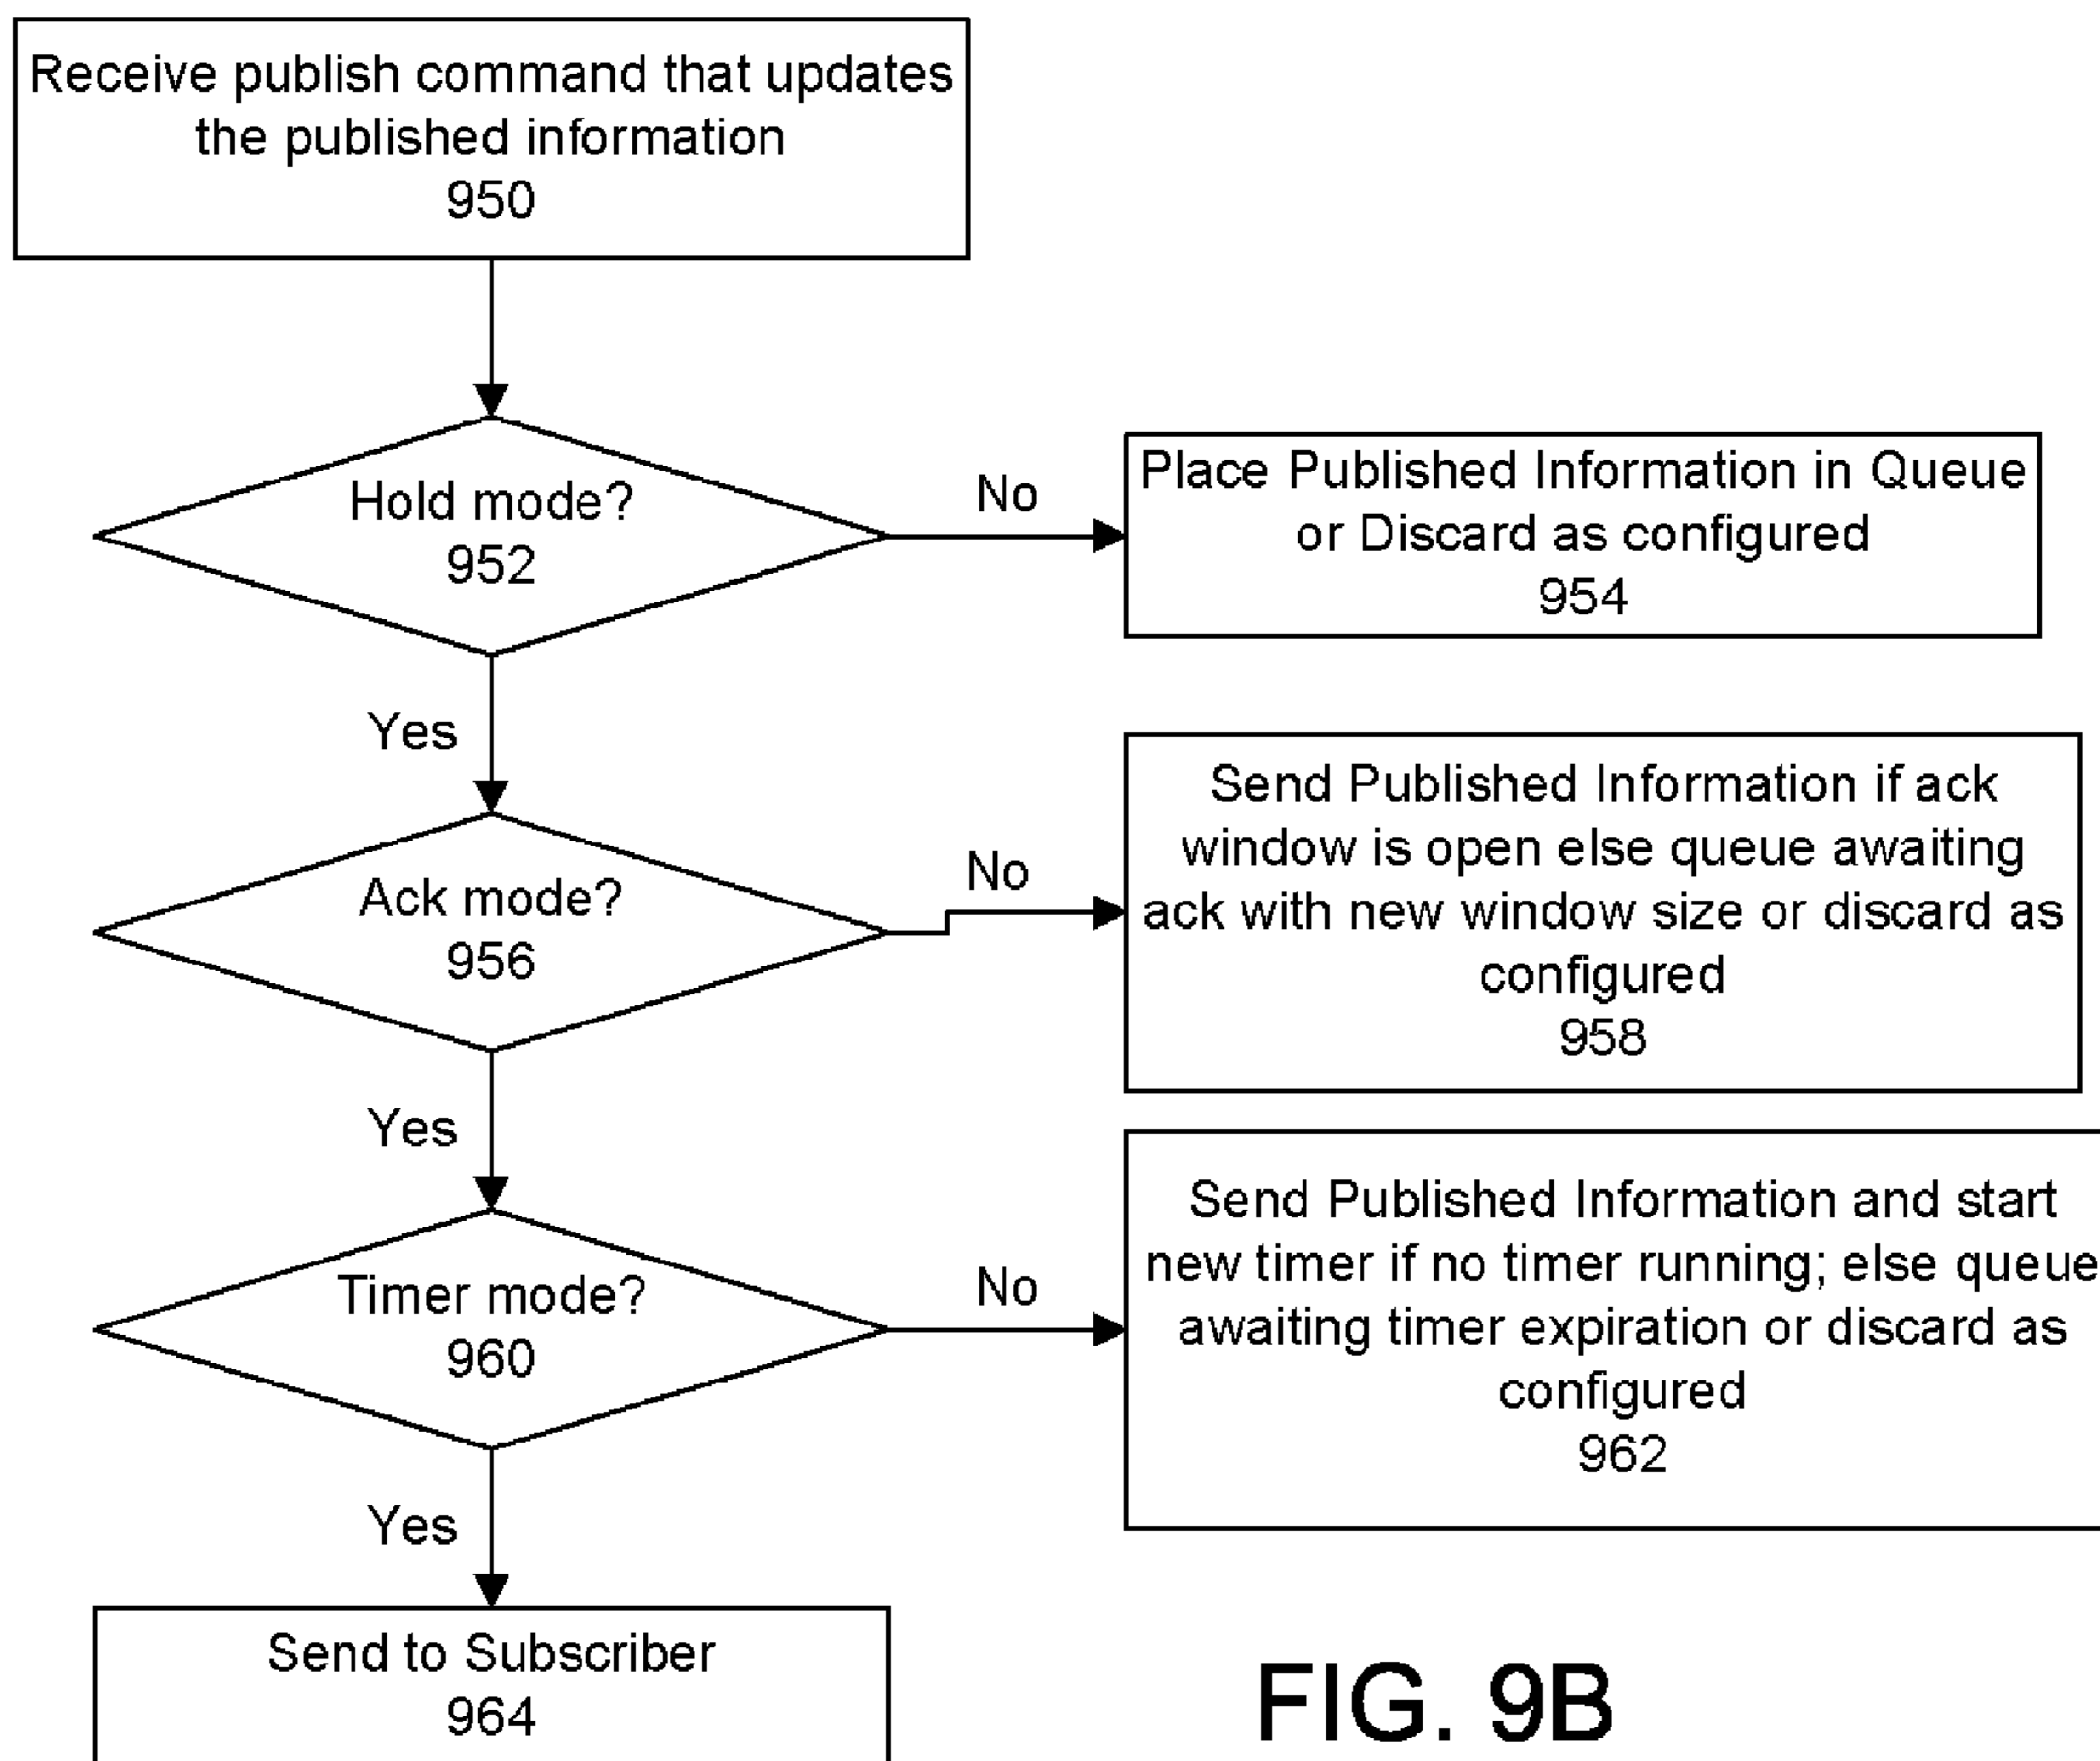 Receive publish command that updates
the published information
950
Hold mode?
952
No
Place Published Information in Queue
or Discard as configured
954
Yes
Ack mode?
956
No
Send Published Information if ack
window is open else queue awaiting
ack with new window size or discard as
configured
958
Yes
Timer mode?
960
No
Send Published Information and start
new timer if no timer running; else queue
awaiting timer expiration or discard as
configured
962
Yes
Send to Subscriber
964
FIG. 9B